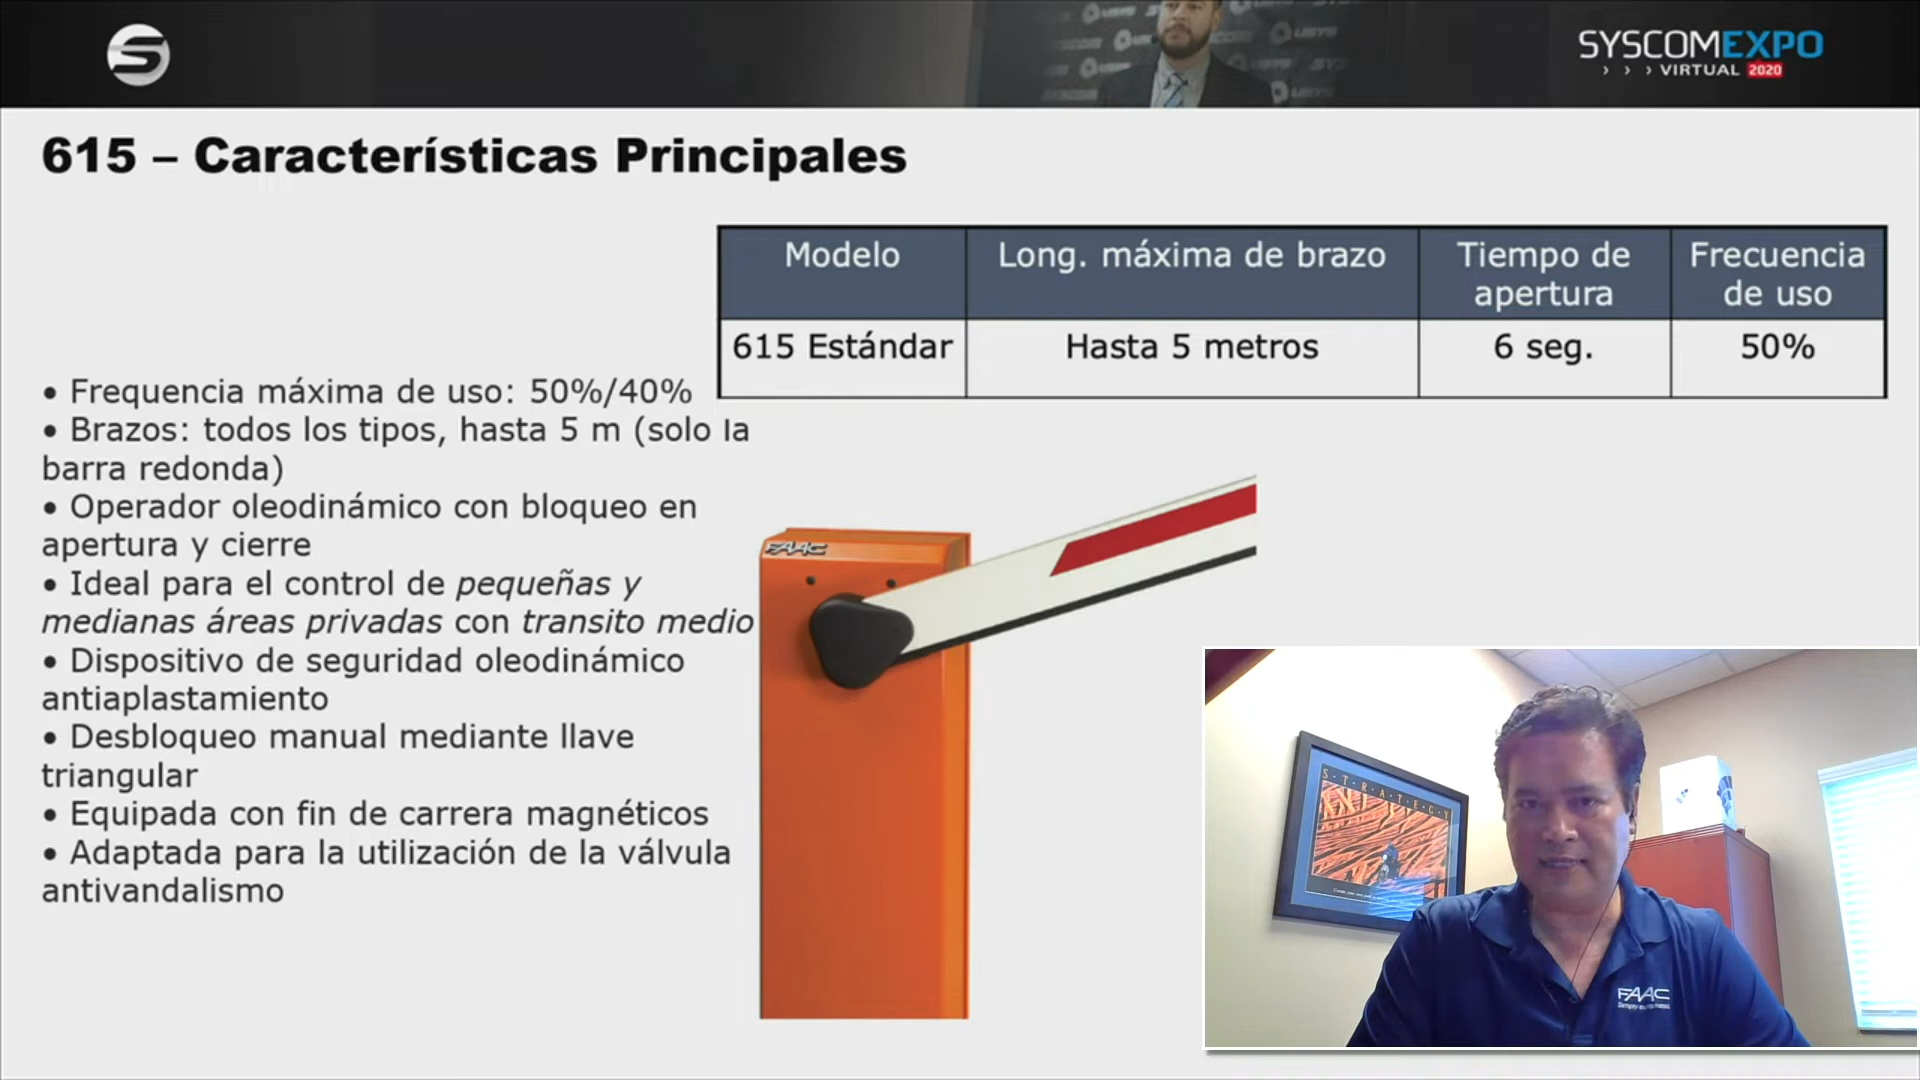 SYSCOMEXPO
VIRTUAL 2020
615 – Características Principales
Modelo
Long. máxima de brazo
Tiempo de
apertura
Frecuencia
de uso
615 Estándar
Hasta 5 metros
6 seg.
50%
• Frequencia máxima de uso: 50%/40%
• Brazos: todos los tipos, hasta 5 m (solo la
barra redonda)
• Operador oleodinámico con bloqueo en
apertura y cierre
• Ideal para el control de pequeñas y
medianas áreas privadas con transito medio
• Dispositivo de seguridad oleodinámico
antiaplastamiento
• Desbloqueo manual mediante llave
triangular
• Equipada con fin de carrera magnéticos
• Adaptada para la utilización de la válvula
antivandalismo
FAAC
STRATEGY
FAAC